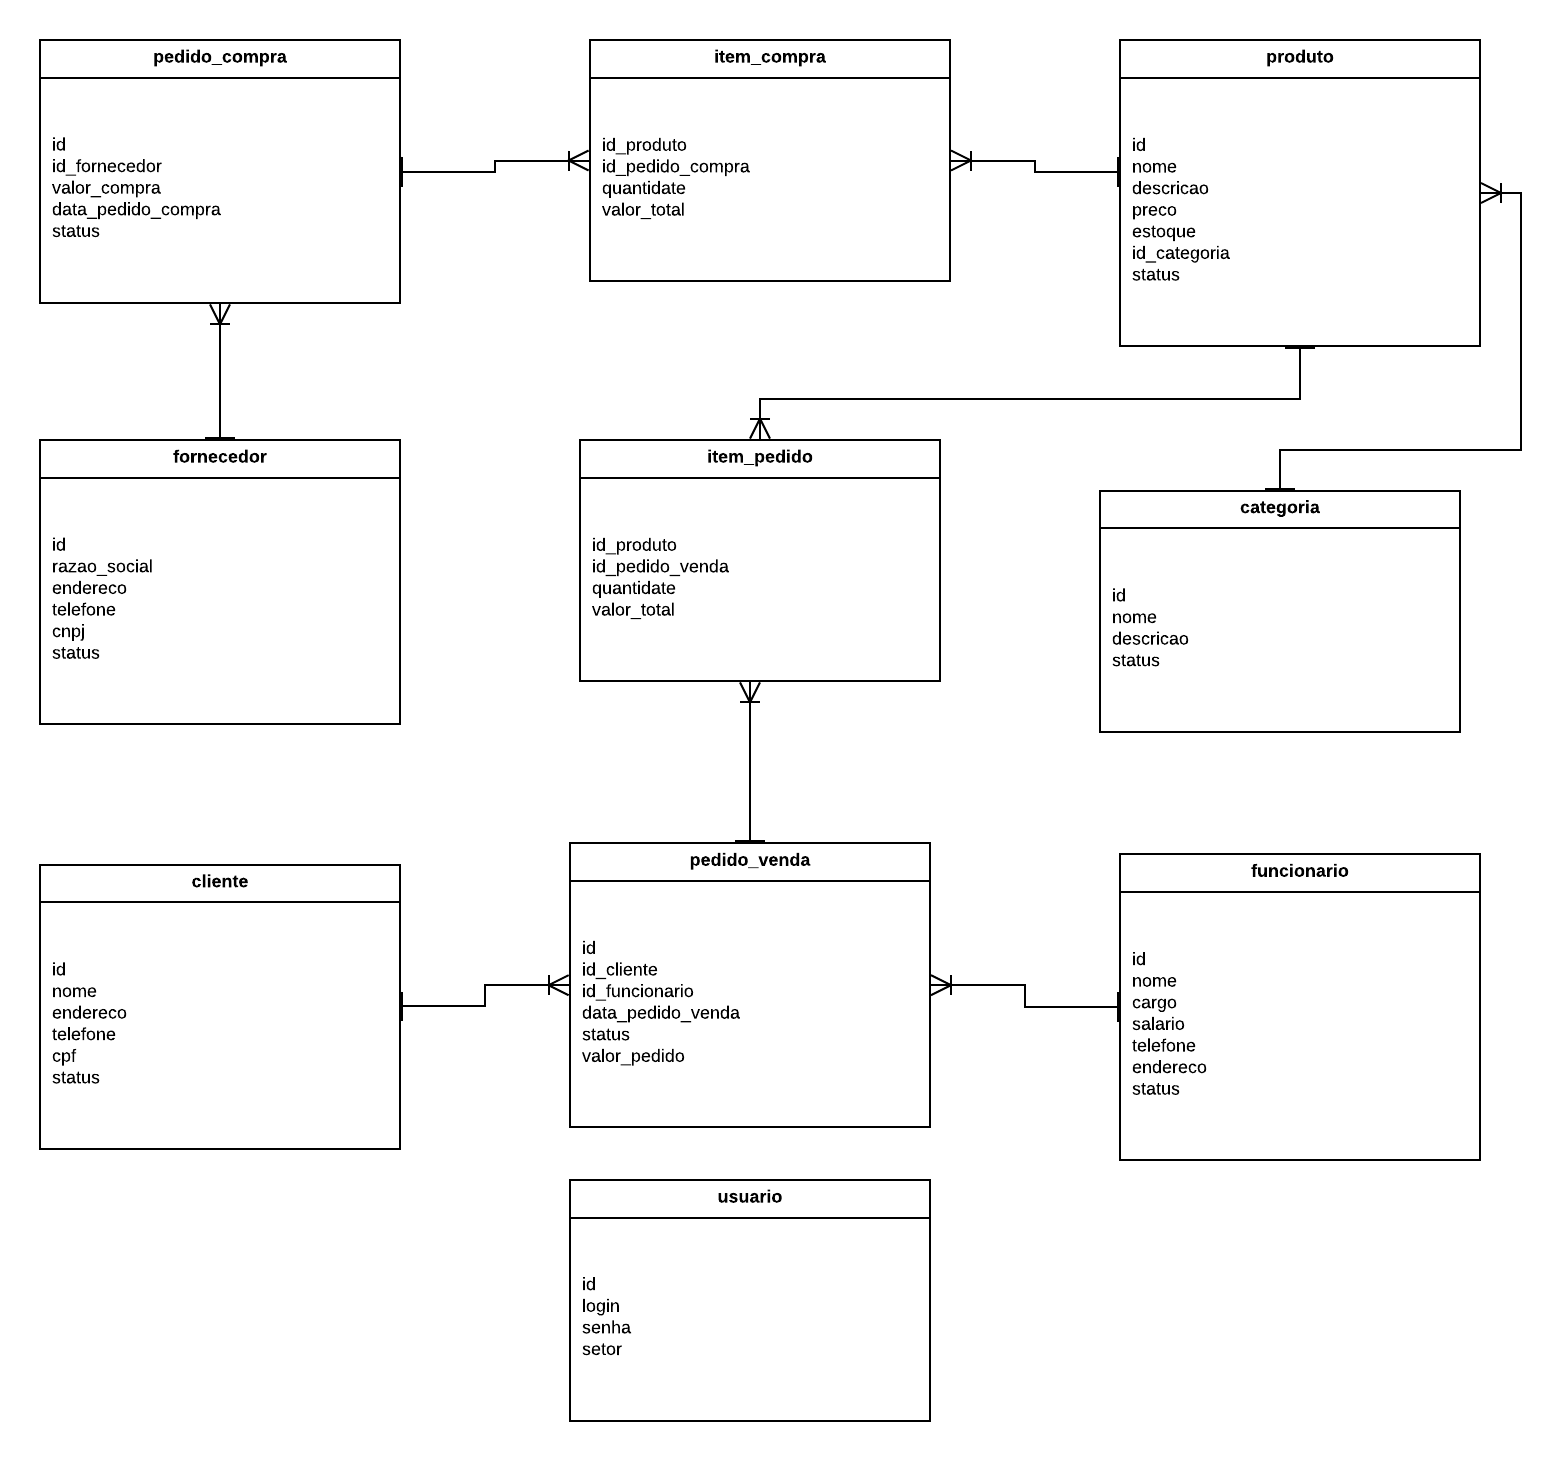 pedido_compra
id
id_fornecedor
valor_compra
data_pedido_compra
status
item_compra
id_produto
id_pedido_compra
quantidate
valor_total
produto
id
nome
descricao
preco
estoque
id_categoria
status
fornecedor
id
razao_social
endereco
telefone
cnpj
status
item_pedido
id_produto
id_pedido_venda
quantidate
valor_total
categoria
id
nome
descricao
status
cliente
id
nome
endereco
telefone
cpf
status
pedido_venda
id
id_cliente
id_funcionario
data_pedido_venda
status
valor_pedido
funcionario
id
nome
cargo
salario
telefone
endereco
status
usuario
id
login
senha
setor